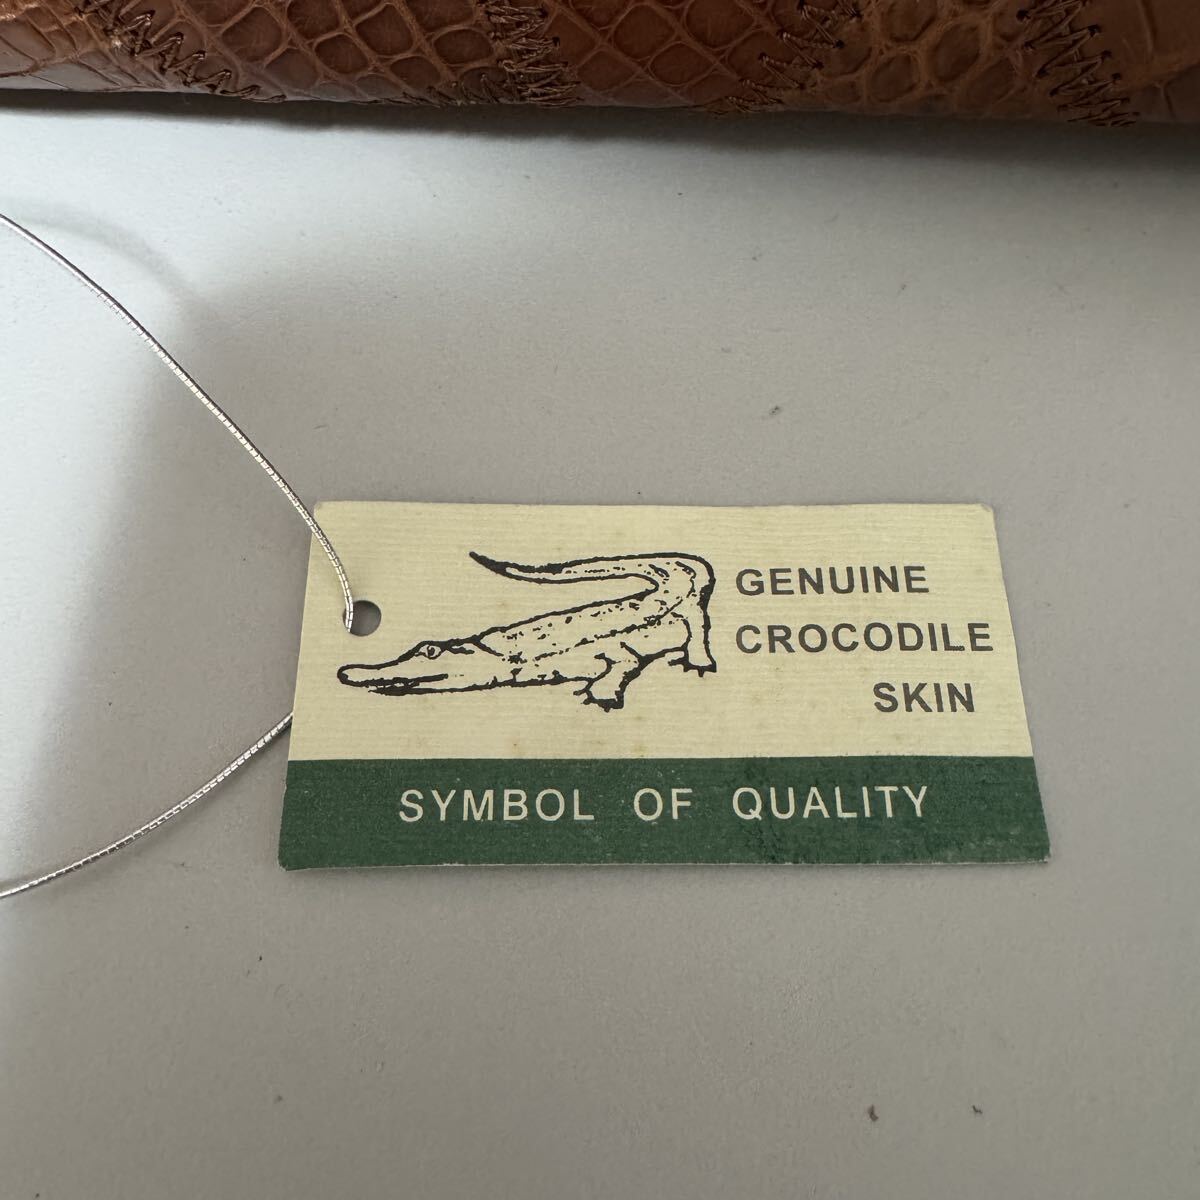 GENUINE
CROCODILE
SKIN
SYMBOL OF QUALITY